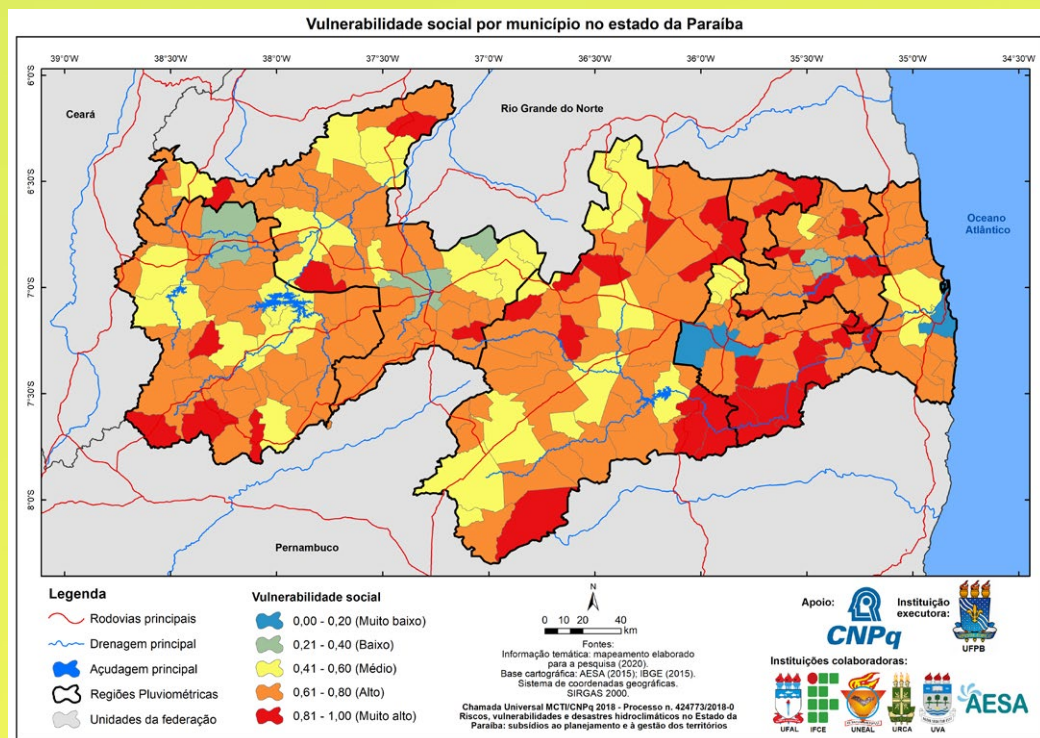 Vulnerabilidade social por município no estado da Paraíba
39°0'W 38°30'W 38°0'W 37°30'W 37°0'W 36°30'W 36°0'W 35°30'W 35°0'W 34°30'W
6°0'S
Ceará
Rio Grande do Norte
6°30'S
Oceano
Atlântico
7°0'S
7°30'S
8°0'S
Pernambuco
Legenda
Rodovias principais
Drenagem principal
Açudagem principal
Regiões Pluviométricas
Unidades da federação
Vulnerabilidade social
0,00 - 0,20 (Muito baixo)
0,21 - 0,40 (Baixo)
0,41 - 0,60 (Médio)
0,61 - 0,80 (Alto)
0,81 - 1,00 (Muito alto)
N
0 10 20 40
km
Fontes:
Informação temática: mapeamento elaborado
para a pesquisa (2020).
Base cartográfica: AESA (2015); IBGE (2015).
Sistema de coordenadas geográficas.
SIRGAS 2000.
Chamada Universal MCTI/CNPq 2018 - Processo n. 424773/2018-0
Riscos, vulnerabilidades e desastres hidroclimáticos no Estado da
Paraíba: subsídios ao planejamento e à gestão dos territórios
Apoio:
CNPq
Instituição
executora:
UFPB
Instituições colaboradoras:
UFAL IFCE UNEAL URCA UVA
AESA